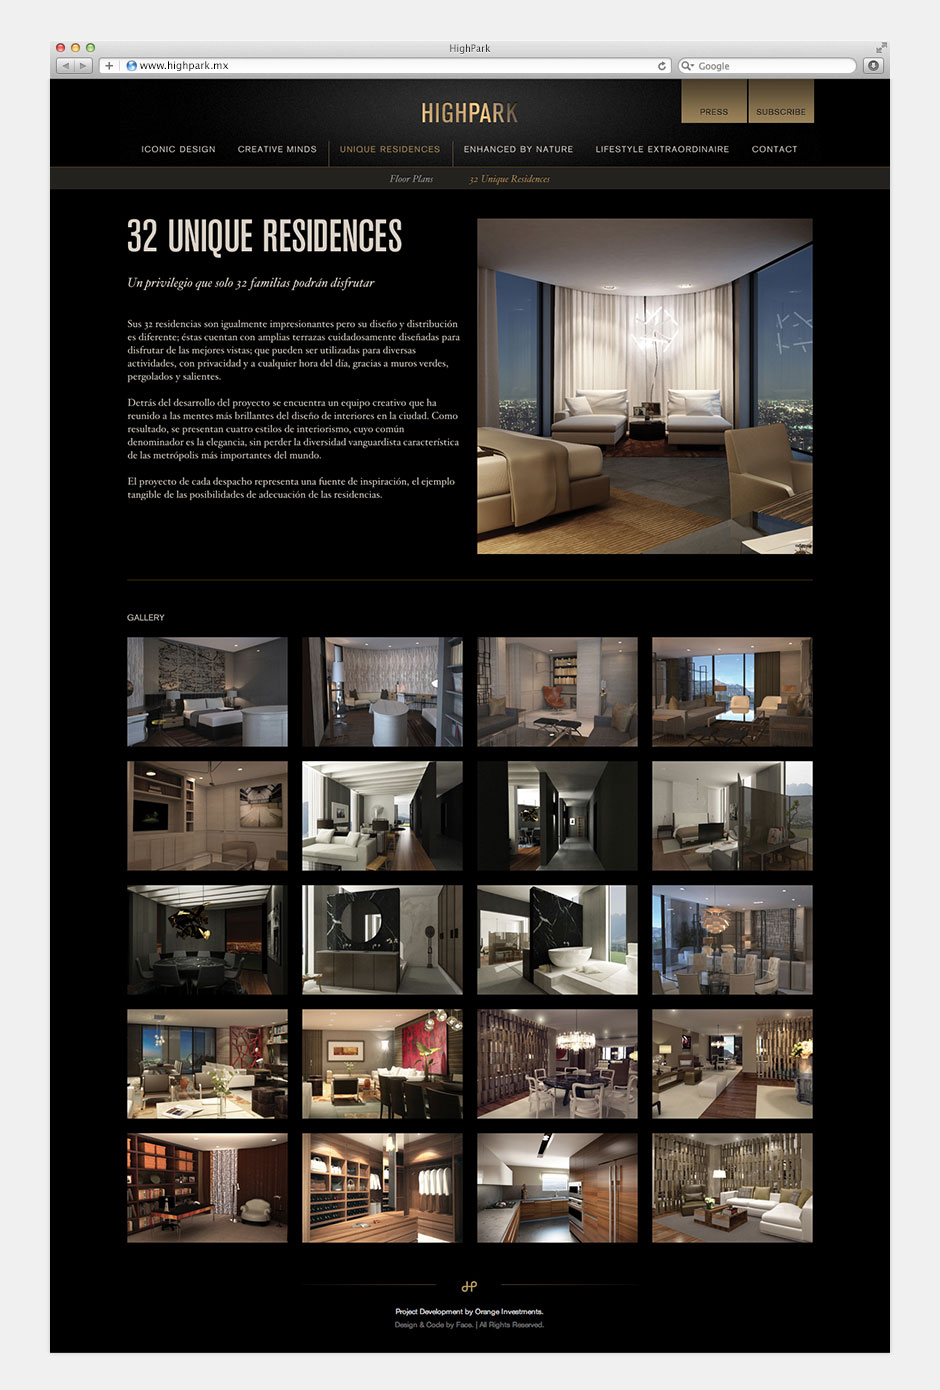 HighPark
www.highpark.mx
Google
PRESS
SUBSCRIBE
HIGHPARK
ICONIC DESIGN
CREATIVE MINDS
UNIQUE RESIDENCES
ENHANCED BY NATURE
LIFESTYLE EXTRAORDINAIRE
CONTACT
Floor Plans
32 Unique Residences
32 UNIQUE RESIDENCES
Un privilegio que solo 32 familias podrán disfrutar
Sus 32 residencias son igualmente impresionantes pero su diseño y distribución
es diferente; éstas cuentan con amplias terrazas cuidadosamente diseñadas para
disfrutar de las mejores vistas; que pueden ser utilizadas para diversas
actividades, con privacidad y a cualquier hora del día, gracias a muros verdes,
pergolados y salientes.
Detrás del desarrollo del proyecto se encuentra un equipo creativo que ha
reunido a las mentes más brillantes del diseño de interiores en la ciudad. Como
resultado, se presentan cuatro estilos de interiorismo, cuyo común
denominador es la elegancia, sin perder la diversidad vanguardista característica
de las metrópolis más importantes del mundo.
El proyecto de cada despacho representa una fuente de inspiración, el ejemplo
tangible de las posibilidades de adecuación de las residencias.
GALLERY
HP
Project Development by Orange Investments.
Design & Code by Face. | All Rights Reserved.